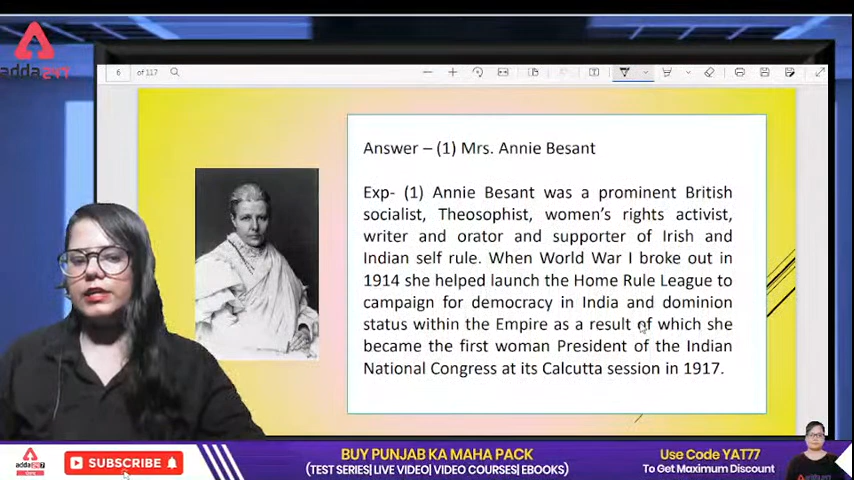 adda247
6 of 117
Answer – (1) Mrs. Annie Besant
Exp- (1) Annie Besant was a prominent British
socialist, Theosophist, women's rights activist,
writer and orator and supporter of Irish and
Indian self rule. When World War I broke out in
1914 she helped launch the Home Rule League to
campaign for democracy in India and dominion
status within the Empire as a result of which she
became the first woman President of the Indian
National Congress at its Calcutta session in 1917.
adda247
SUBSCRIBE
BUY PUNJAB KA MAHA PACK
(TEST SERIES| LIVE VIDEO| VIDEO COURSES| EBOOKS)
Use Code YAT77
To Get Maximum Discount